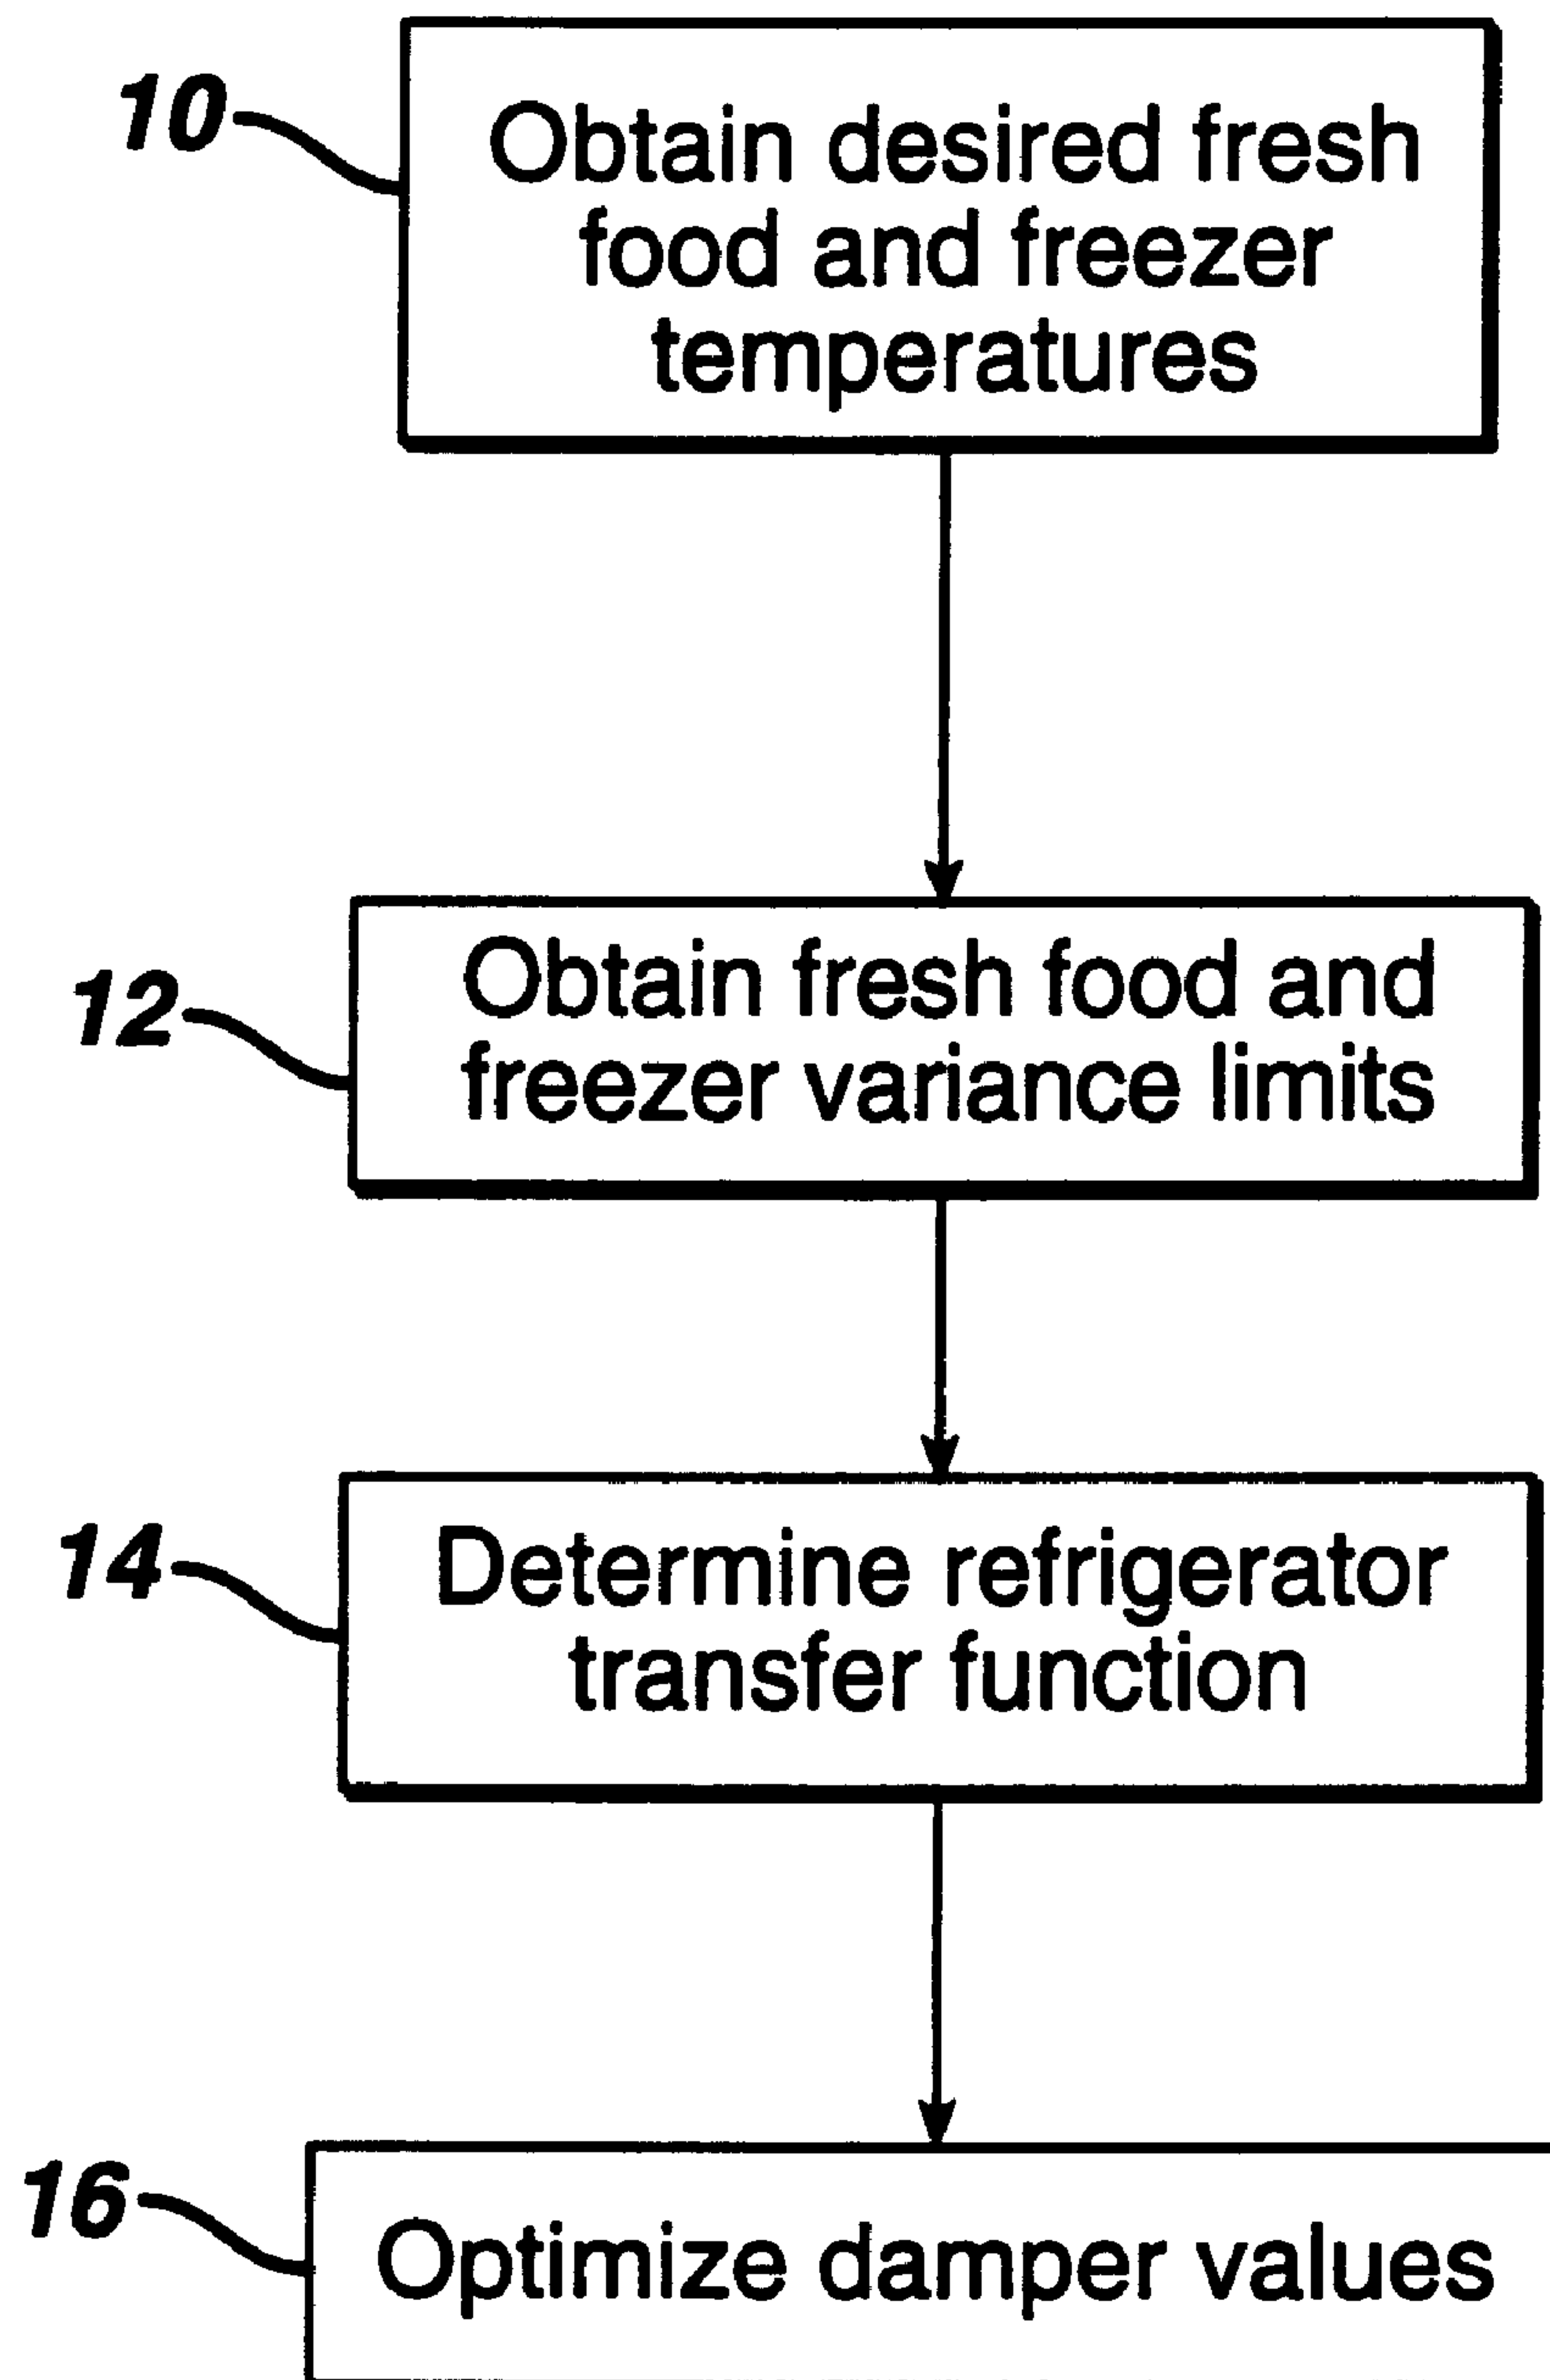 10
Obtain desired fresh
food and freezer
temperatures
12
Obtain fresh food and
freezer variance limits
14
Determine refrigerator
transfer function
16
Optimize damper values